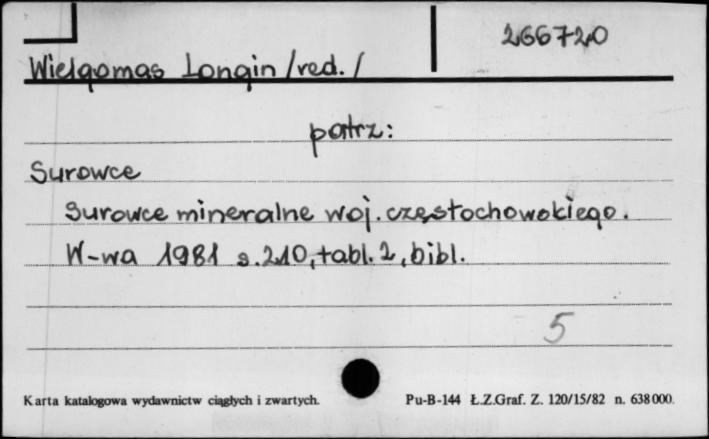 266720
Wielgomas Longin /red./
patrz:
Surowce
Surowce mineralne woj. częstochowskiego.
W-wa 1981 s. 210, tabl. 2, bibl.
5
Karta katalogowa wydawnictw ciągłych i zwartych.
Pu-B-144 Ł.Z.Graf. Z. 120/15/82 n. 638000.